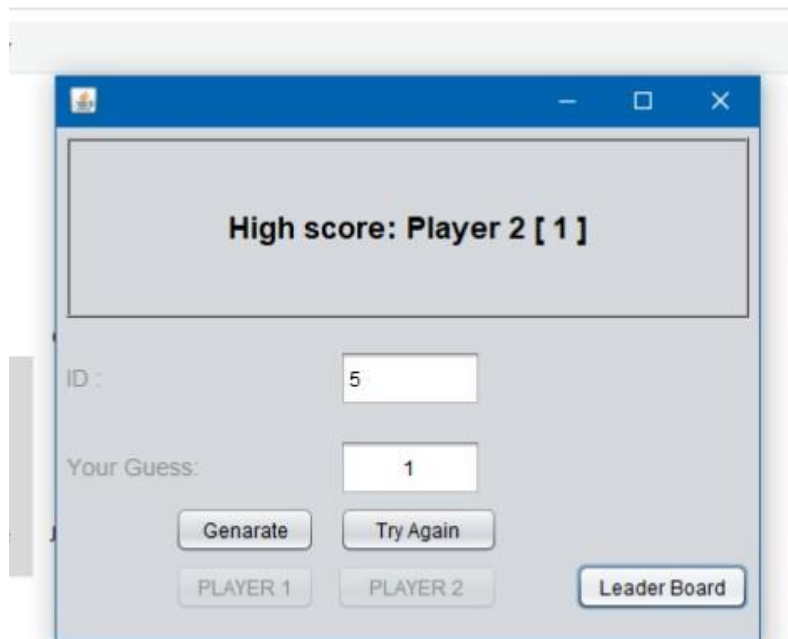 High score: Player 2 [ 1 ]
ID : 5
Your Guess: 1
Genarate Try Again
PLAYER 1 PLAYER 2 Leader Board